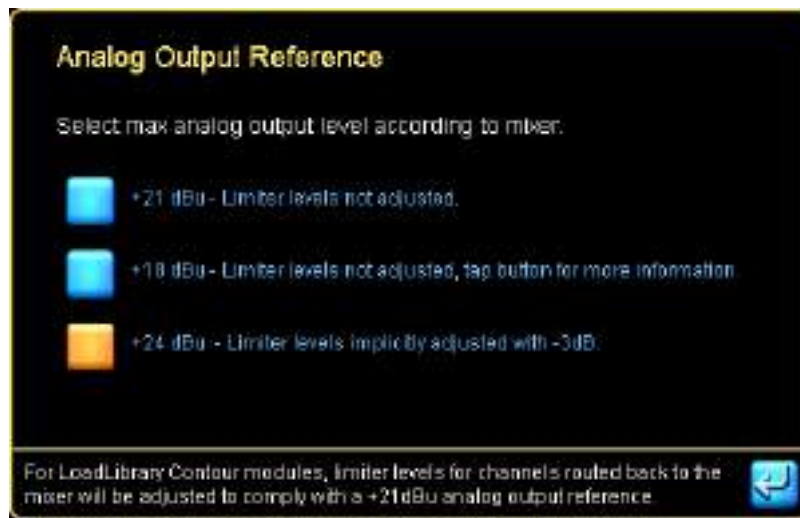 Analog Output Reference
Select max analog output level according to mixer.
+21 dBu - Limiter levels not adjusted.
+18 dBu - Limiter levels not adjusted, tap button for more information.
+24 dBu - Limiter levels implicitly adjusted with -3dB.
For LoadLibrary Contour modules, limiter levels for channels routed back to the
mixer will be adjusted to comply with a +21dBu analog output reference.